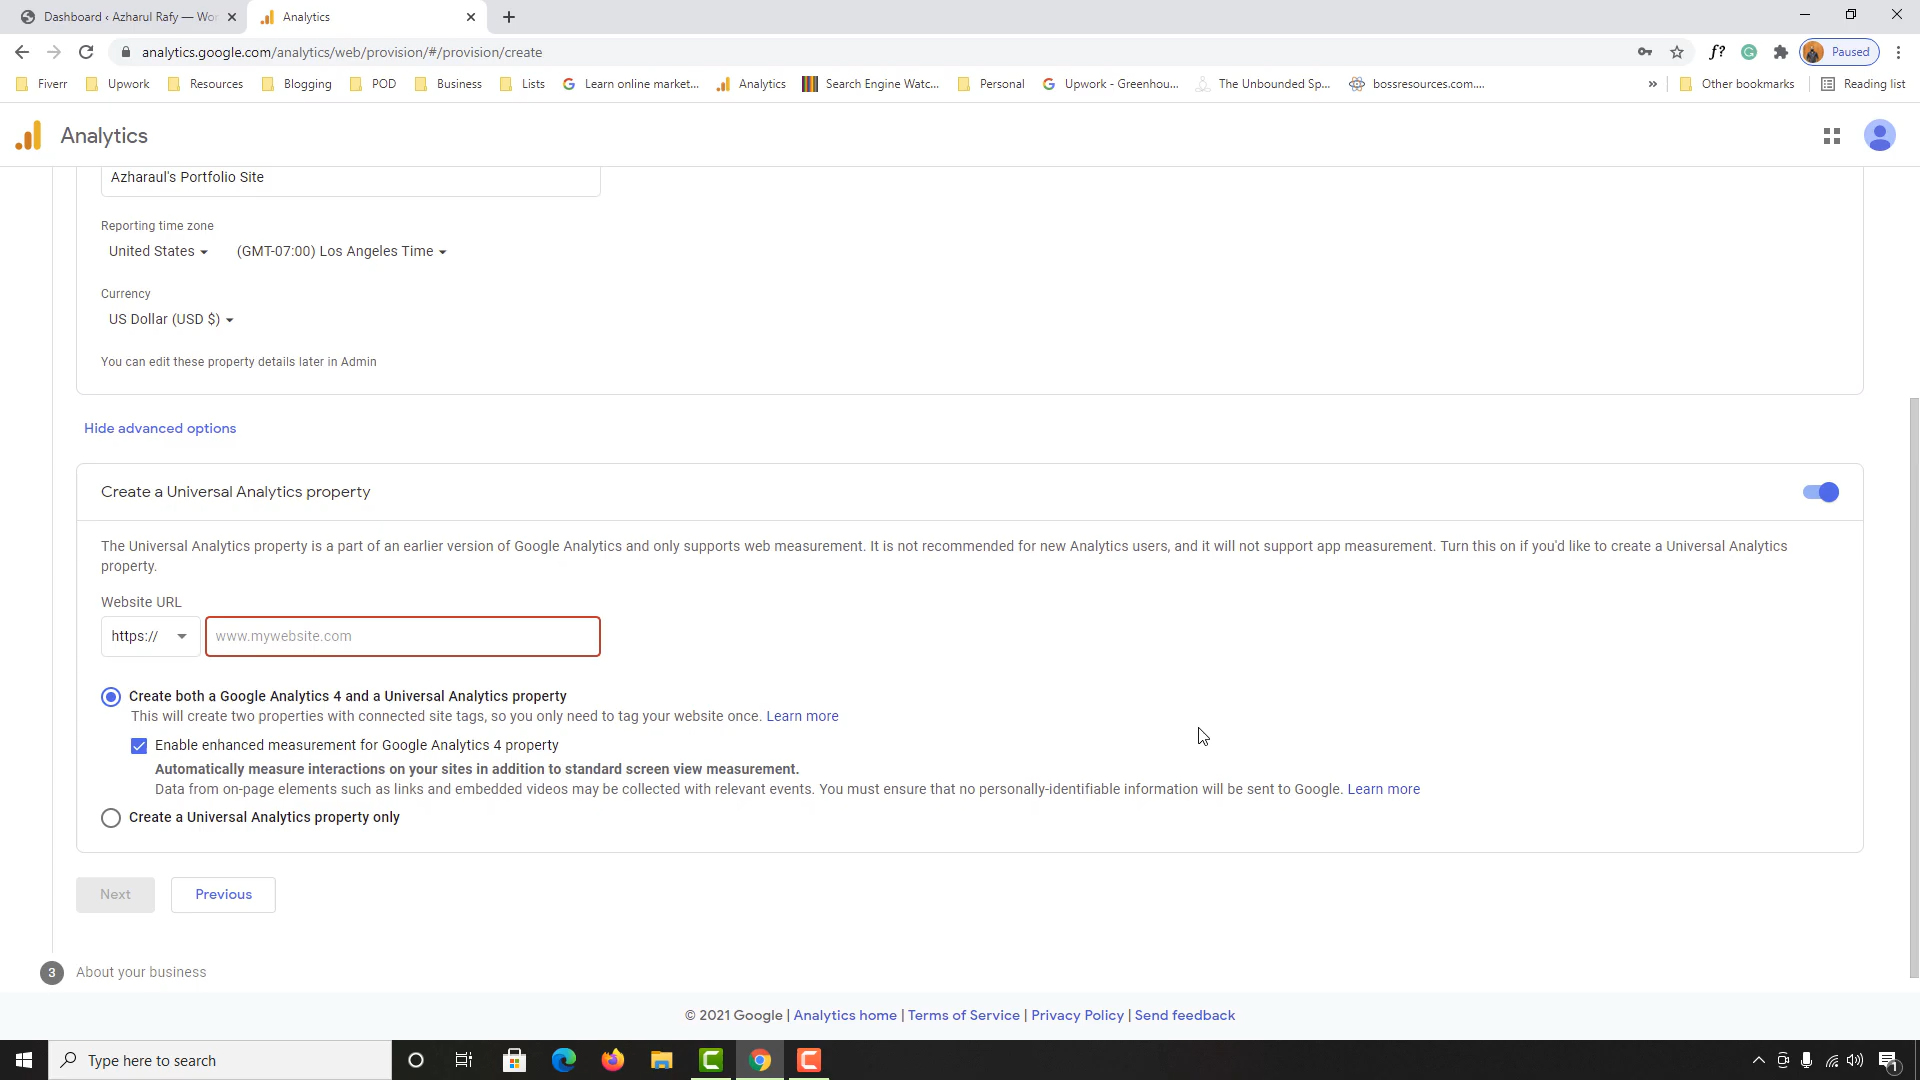 Dashboard ‹ Azharul Rafy — Wor
Analytics
analytics.google.com/analytics/web/provision/#/provision/create
f?
Paused
Fiverr
Upwork
Resources
Blogging
POD
Business
Lists
Learn online market...
Analytics
Search Engine Watc...
Personal
Upwork - Greenhou...
The Unbounded Sp...
bossresources.com....
»
Other bookmarks
Reading list
Analytics
Azharaul's Portfolio Site
Reporting time zone
United States
(GMT-07:00) Los Angeles Time
Currency
US Dollar (USD $)
You can edit these property details later in Admin
Hide advanced options
Create a Universal Analytics property
The Universal Analytics property is a part of an earlier version of Google Analytics and only supports web measurement. It is not recommended for new Analytics users, and it will not support app measurement. Turn this on if you'd like to create a Universal Analytics
property.
Website URL
https://
www.mywebsite.com
Create both a Google Analytics 4 and a Universal Analytics property
This will create two properties with connected site tags, so you only need to tag your website once. Learn more
Enable enhanced measurement for Google Analytics 4 property
Automatically measure interactions on your sites in addition to standard screen view measurement.
Data from on-page elements such as links and embedded videos may be collected with relevant events. You must ensure that no personally-identifiable information will be sent to Google. Learn more
Create a Universal Analytics property only
Next
Previous
3
About your business
© 2021 Google | Analytics home | Terms of Service | Privacy Policy | Send feedback
Type here to search
1